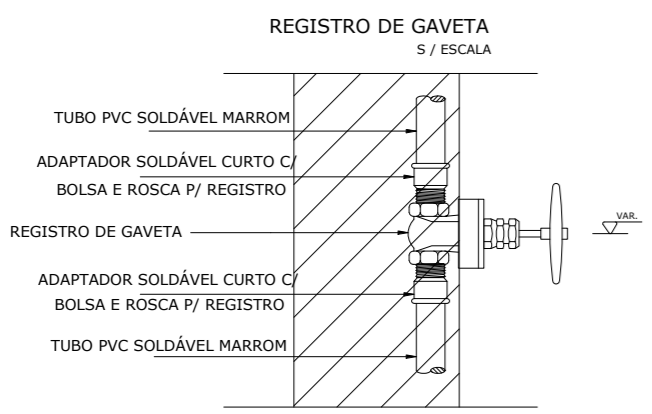 REGISTRO DE GAVETA
S / ESCALA
TUBO PVC SOLDÁVEL MARROM
ADAPTADOR SOLDÁVEL CURTO C/
BOLSA E ROSCA P/ REGISTRO
VAR.
REGISTRO DE GAVETA
ADAPTADOR SOLDÁVEL CURTO C/
BOLSA E ROSCA P/ REGISTRO
TUBO PVC SOLDÁVEL MARROM